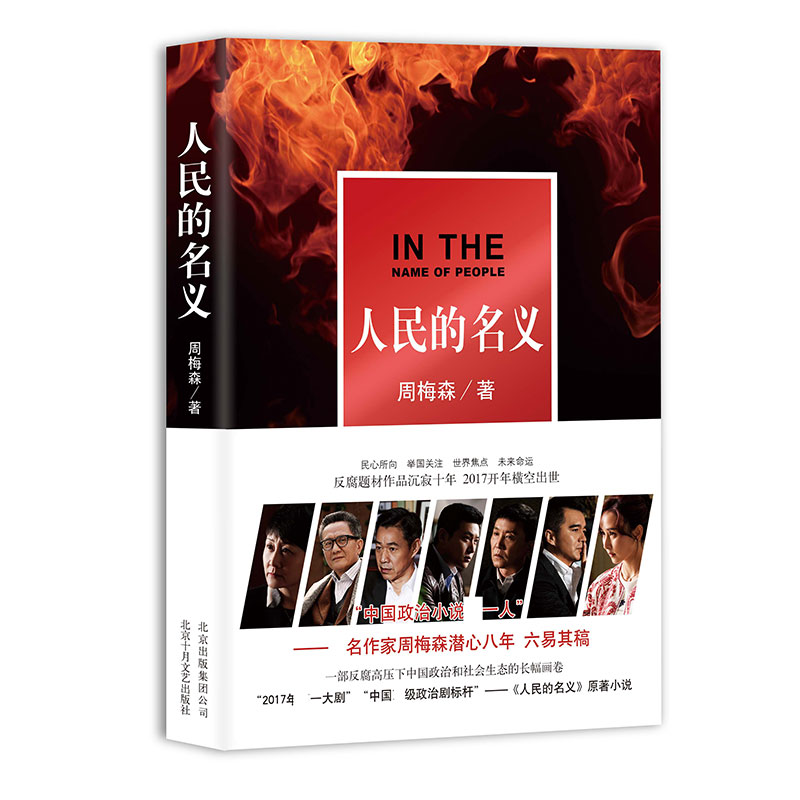 人民的名义
周梅森/著
北京出版集团公司
北京十月文艺出版社
IN THE
NAME OF PEOPLE
人民的名义
周梅森/著
民心所向 举国关注 世界焦点 未来命运
反腐题材作品沉寂十年 2017开年横空出世
“中国政治小说 一人”
—— 名作家周梅森潜心八年 六易其稿
一部反腐高压下中国政治和社会生态的长幅画卷
“2017年 一大剧” “中国 级政治剧标杆” ——《人民的名义》原著小说